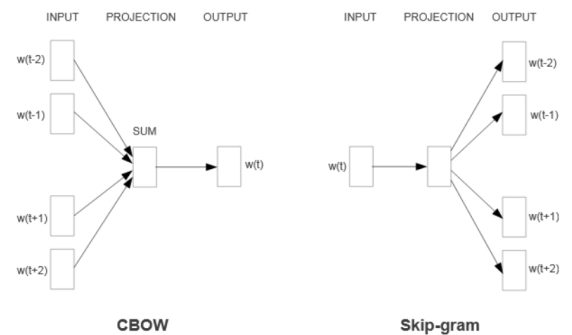 INPUT PROJECTION OUTPUT
w(t-2)
w(t-1)
SUM
w(t)
w(t+1)
w(t+2)
CBOW
INPUT PROJECTION OUTPUT
w(t-2)
w(t-1)
w(t)
w(t+1)
w(t+2)
Skip-gram